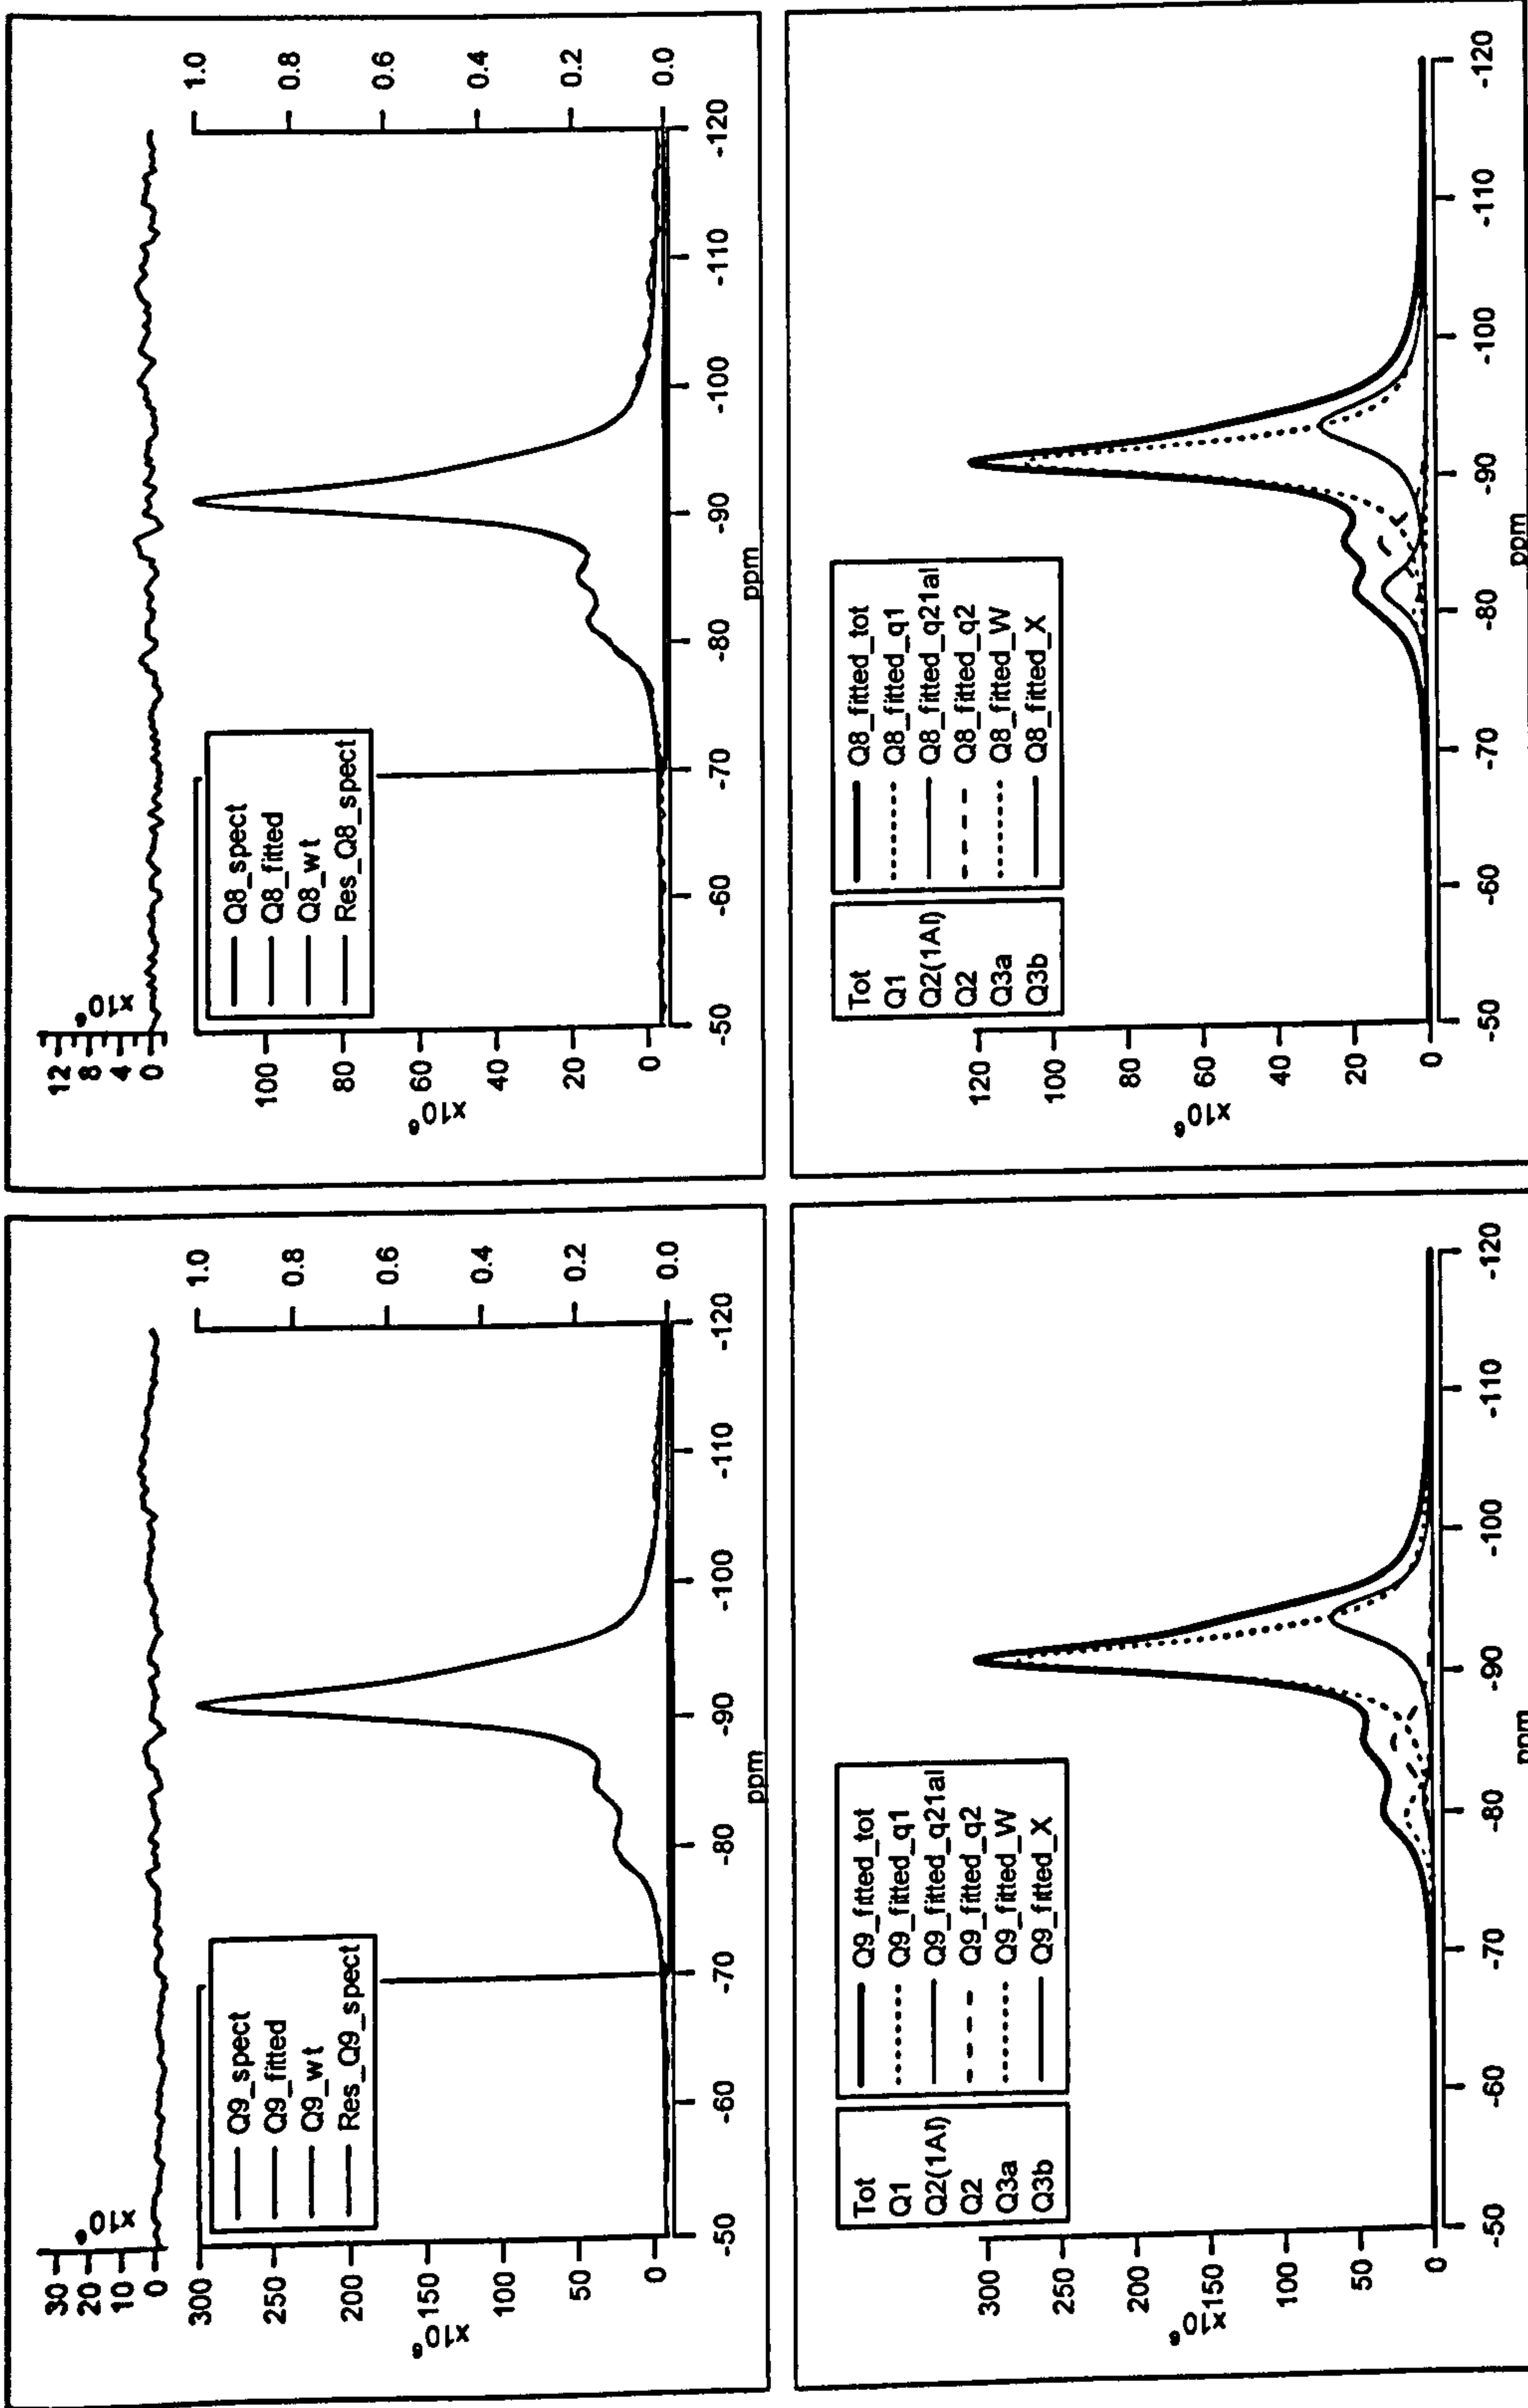 30
20
10
0
x10⁶
300
250
200
150
100
50
0
x10⁶
Q9_spect
Q9_fitted
Q9_wt
Res_Q9_spect
1.0
0.8
0.6
0.4
0.2
0.0
-50
-60
-70
-80
-90
-100
-110
-120
ppm
12
8
4
0
x10⁶
100
80
60
40
20
0
x10⁶
Q8_spect
Q8_fitted
Q8_wt
Res_Q8_spect
1.0
0.8
0.6
0.4
0.2
0.0
-50
-60
-70
-80
-90
-100
-110
-120
ppm
300
250
200
150
100
50
0
x10⁶
Tot
Q1
Q2(1Al)
Q2
Q3a
Q3b
Q9_fitted_tot
Q9_fitted_q1
Q9_fitted_q21al
Q9_fitted_q2
Q9_fitted_W
Q9_fitted_X
-50
-60
-70
-80
-90
-100
-110
-120
ppm
120
100
80
60
40
20
0
x10⁶
Tot
Q1
Q2(1Al)
Q2
Q3a
Q3b
Q8_fitted_tot
Q8_fitted_q1
Q8_fitted_q21al
Q8_fitted_q2
Q8_fitted_W
Q8_fitted_X
-50
-60
-70
-80
-90
-100
-110
-120
ppm